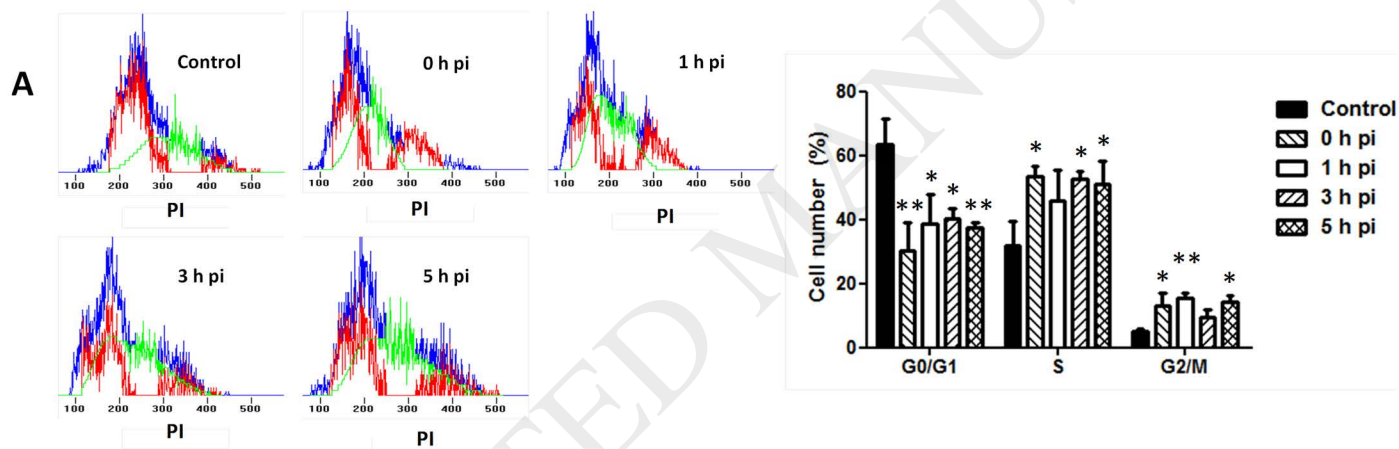 A
Control
100 200 300 400 500
PI
0 h pi
100 200 300 400 500
PI
1 h pi
100 200 300 400 500
PI
3 h pi
100 200 300 400 500
PI
5 h pi
100 200 300 400 500
PI
Cell number (%)
80
60
40
20
0
** * * **
* * *
* ** *
G0/G1 S G2/M
Control
0 h pi
1 h pi
3 h pi
5 h pi
TED MANU